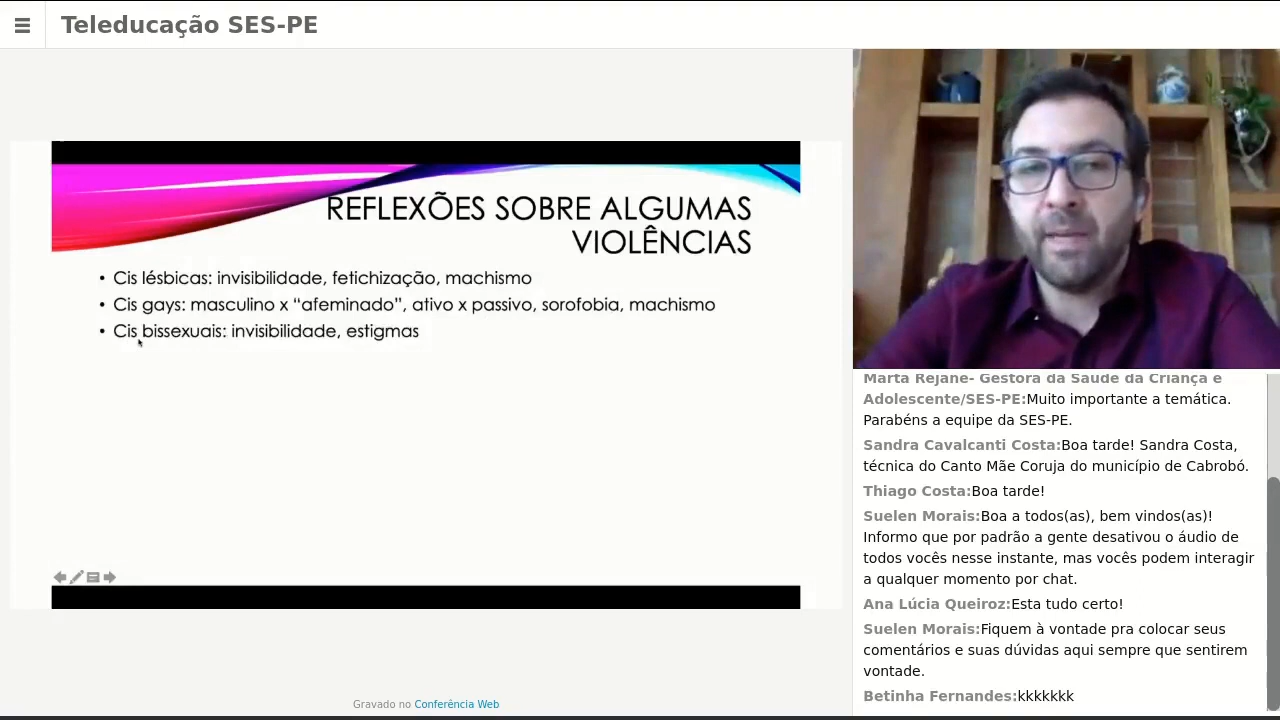 Teleducação SES-PE
REFLEXÕES SOBRE ALGUMAS
VIOLÊNCIAS
• Cis lésbicas: invisibilidade, fetichização, machismo
• Cis gays: masculino x “afeminado”, ativo x passivo, sorofobia, machismo
• Cis bissexuais: invisibilidade, estigmas
Gravado no Conferência Web
Marta Rejane- Gestora da Saúde da Criança e
Adolescente/SES-PE:Muito importante a temática.
Parabéns a equipe da SES-PE.
Sandra Cavalcanti Costa:Boa tarde! Sandra Costa,
técnica do Canto Mãe Coruja do município de Cabrobó.
Thiago Costa:Boa tarde!
Suelen Morais:Boa a todos(as), bem vindos(as)!
Informo que por padrão a gente desativou o áudio de
todos vocês nesse instante, mas vocês podem interagir
a qualquer momento por chat.
Ana Lúcia Queiroz:Esta tudo certo!
Suelen Morais:Fiquem à vontade pra colocar seus
comentários e suas dúvidas aqui sempre que sentirem
vontade.
Betinha Fernandes:kkkkkkk